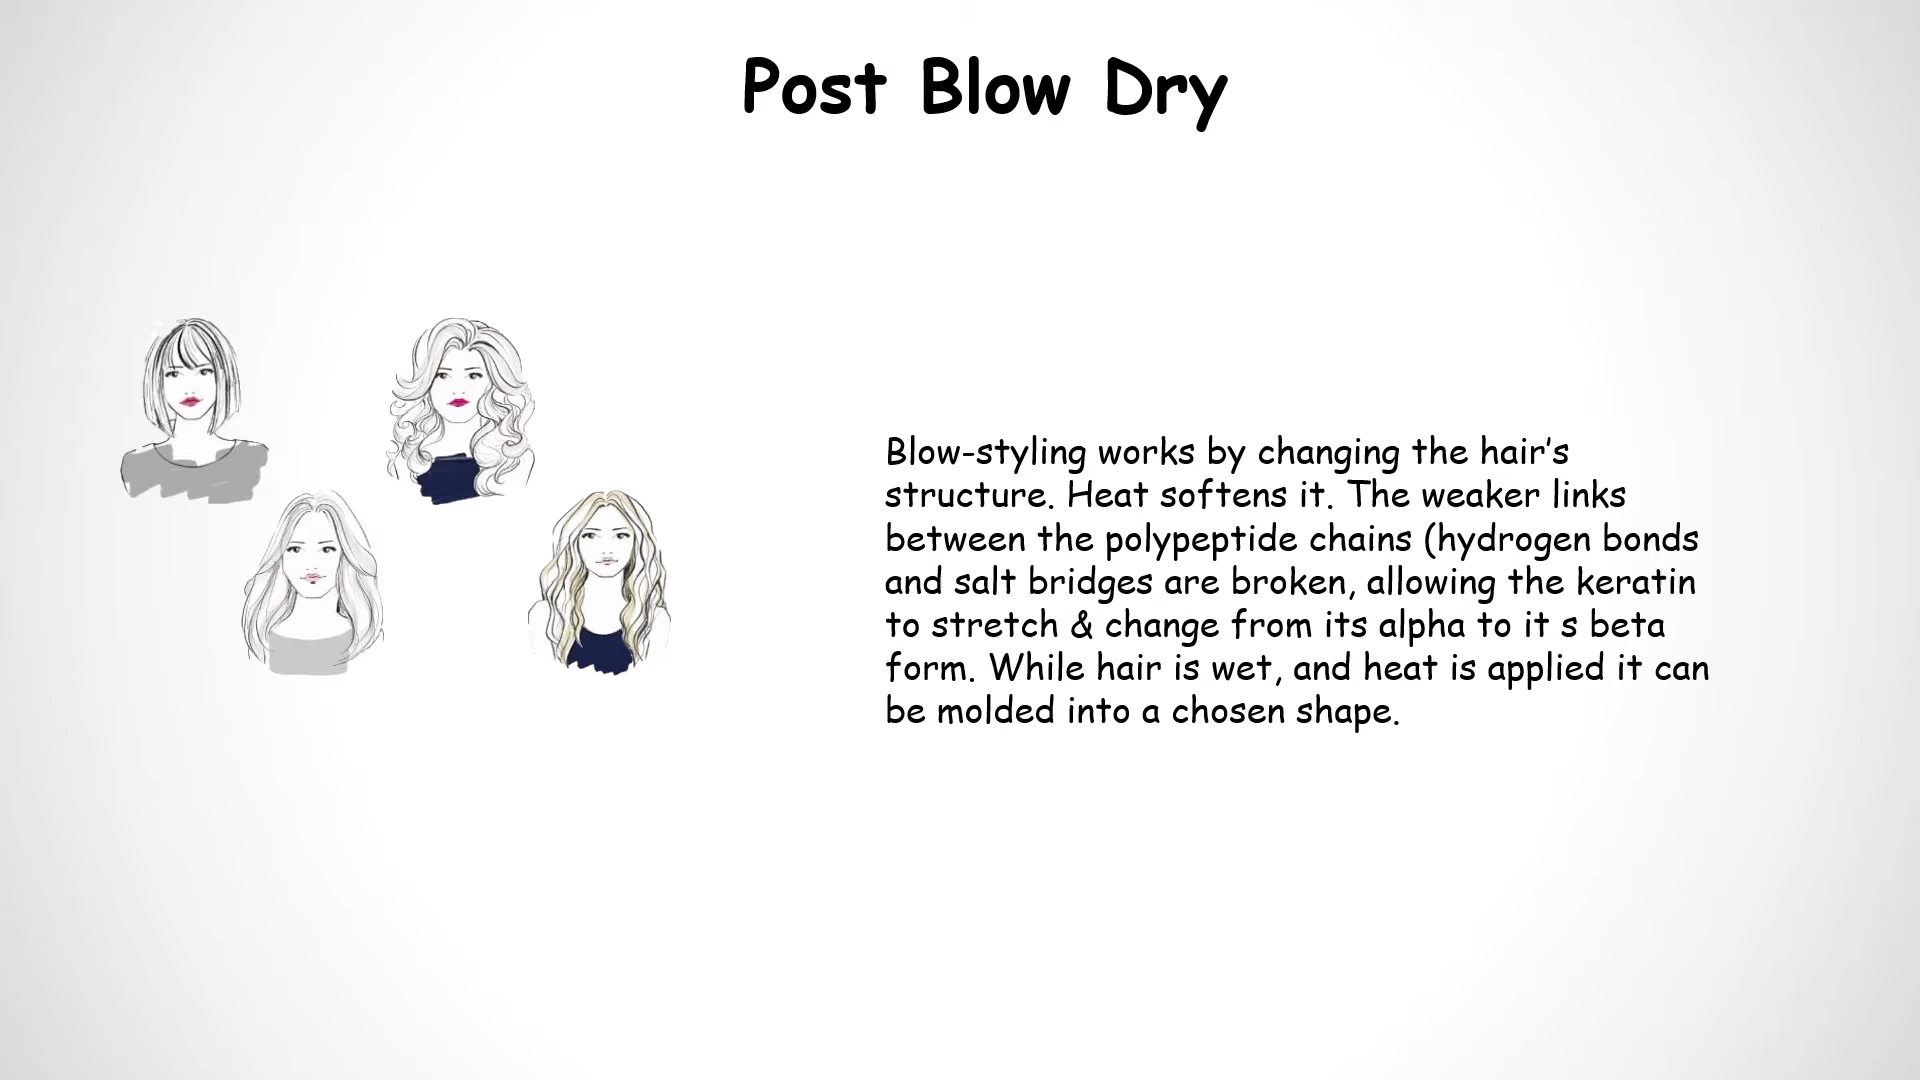 Post Blow Dry
Blow-styling works by changing the hair’s
structure. Heat softens it. The weaker links
between the polypeptide chains (hydrogen bonds
and salt bridges are broken, allowing the keratin
to stretch & change from its alpha to it s beta
form. While hair is wet, and heat is applied it can
be molded into a chosen shape.